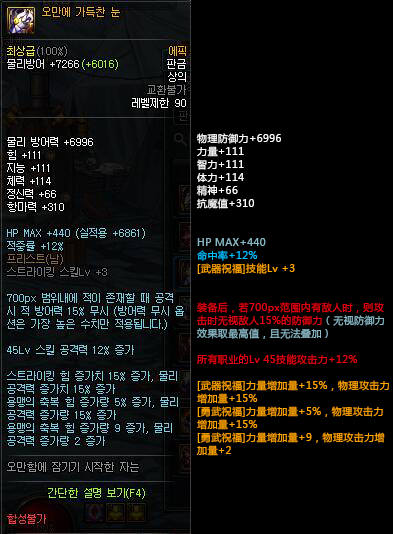 오만에 가득찬 눈
최상급(100%) 에픽
물리방어 +7266(+6016) 판금
상의
교환불가
레벨제한 90
물리 방어력 +6996
힘 +111
지능 +111
체력 +114
정신력 +66
항마력 +310
HP MAX +440 (실적용 +6861)
적중률 +12%
프리스트(남)
스트라이킹 스킬Lv +3
700px 범위내에 적이 존재할 때 공격
시 적 방어력 15% 무시 (방어력 무시 옵
션은 가장 높은 수치만 적용됩니다.)
45Lv 스킬 공격력 12% 증가
스트라이킹 힘 증가치 15% 증가, 물리
공격력 증가치 15% 증가
용맹의 축복 힘 증가량 5% 증가, 물리
공격력 증가량 15% 증가
용맹의 축복 힘 증가량 9 증가, 물리
공격력 증가량 2 증가
오만함에 잠기기 시작한 자는
간단한 설명 보기(F4)
합성불가
物理防御力+6996
力量+111
智力+111
体力+114
精神+66
抗魔值+310
HP MAX+440
命中率+12%
[武器祝福]技能Lv +3
装备后，若700px范围内有敌人时，则攻
击时无视敌人15%的防御力（无视防御力
效果取最高值，且无法叠加）
所有职业的Lv 45技能攻击力+12%
[武器祝福]力量增加量+15%，物理攻击力
增加量+15%
[勇武祝福]力量增加量+5%，物理攻击力
增加量+15%
[勇武祝福]力量增加量+9，物理攻击力增
加量+2